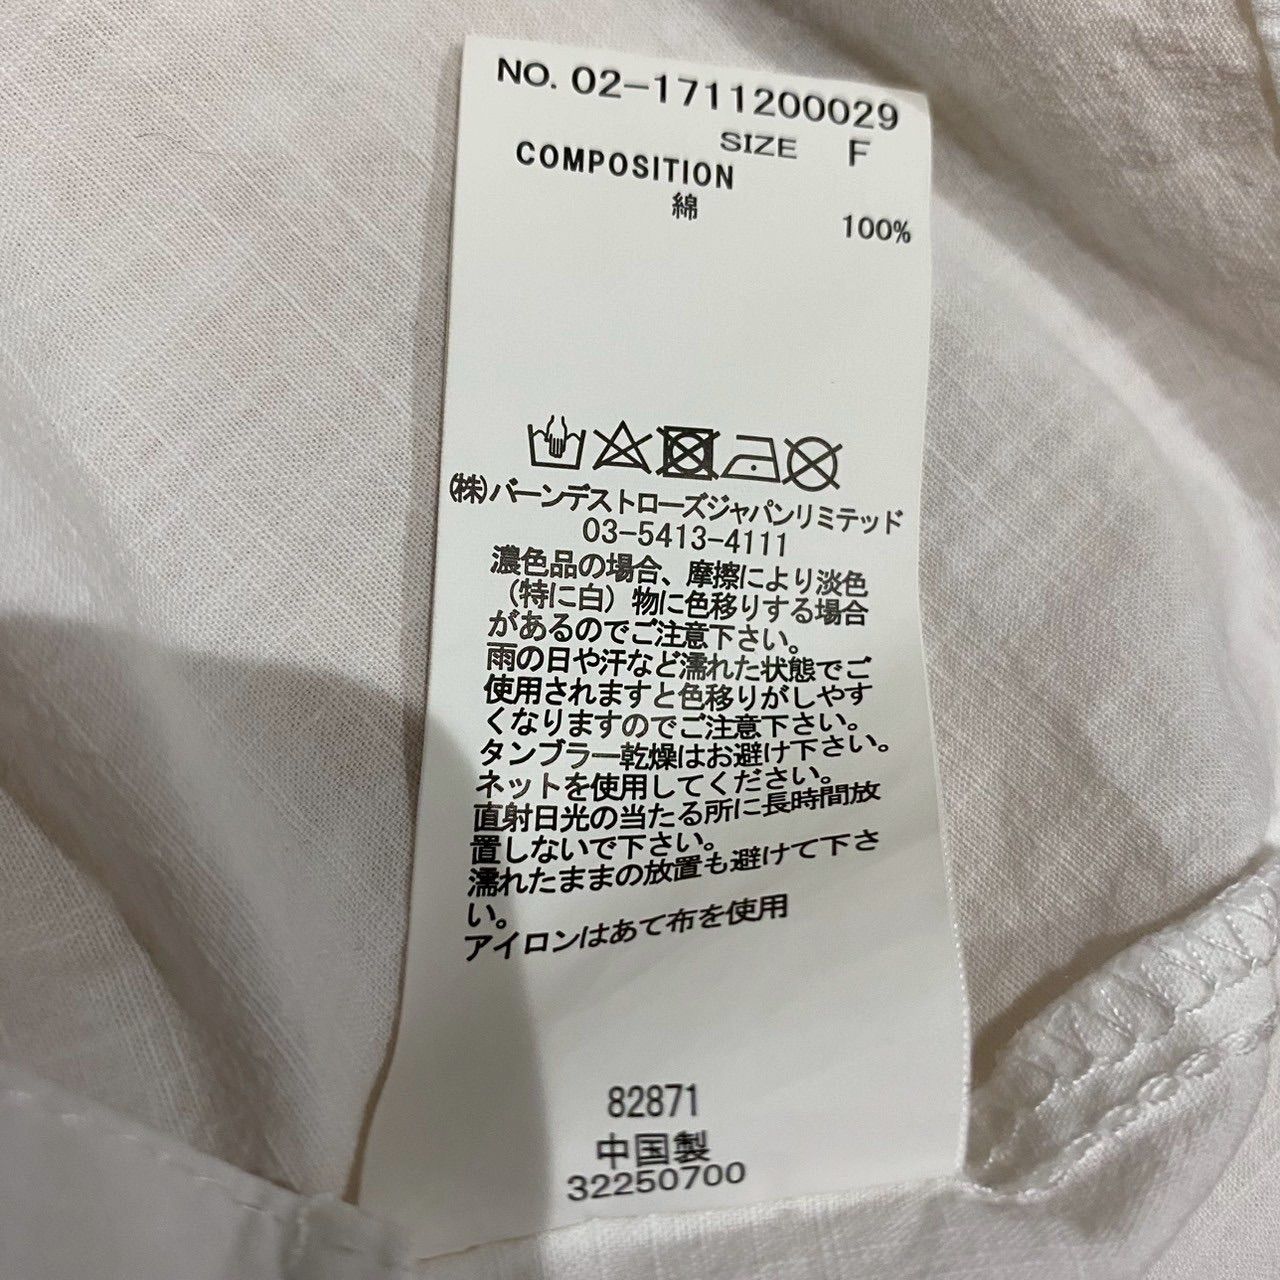 NO. 02-1711200029
SIZE F
COMPOSITION
綿
100%
(株)バーンデストローズジャパンリミテッド
03-5413-4111
濃色品の場合、摩擦により淡色
(特に白)物に色移りする場合
があるのでご注意下さい。
雨の日や汗など濡れた状態でご
使用されますと色移りがしやす
くなりますのでご注意下さい。
タンブラー乾燥はお避け下さい。
ネットを使用してください。
直射日光の当たる所に長時間放
置しないで下さい。
濡れたままの放置も避けて下さ
い。
アイロンはあて布を使用
82871
中国製
32250700